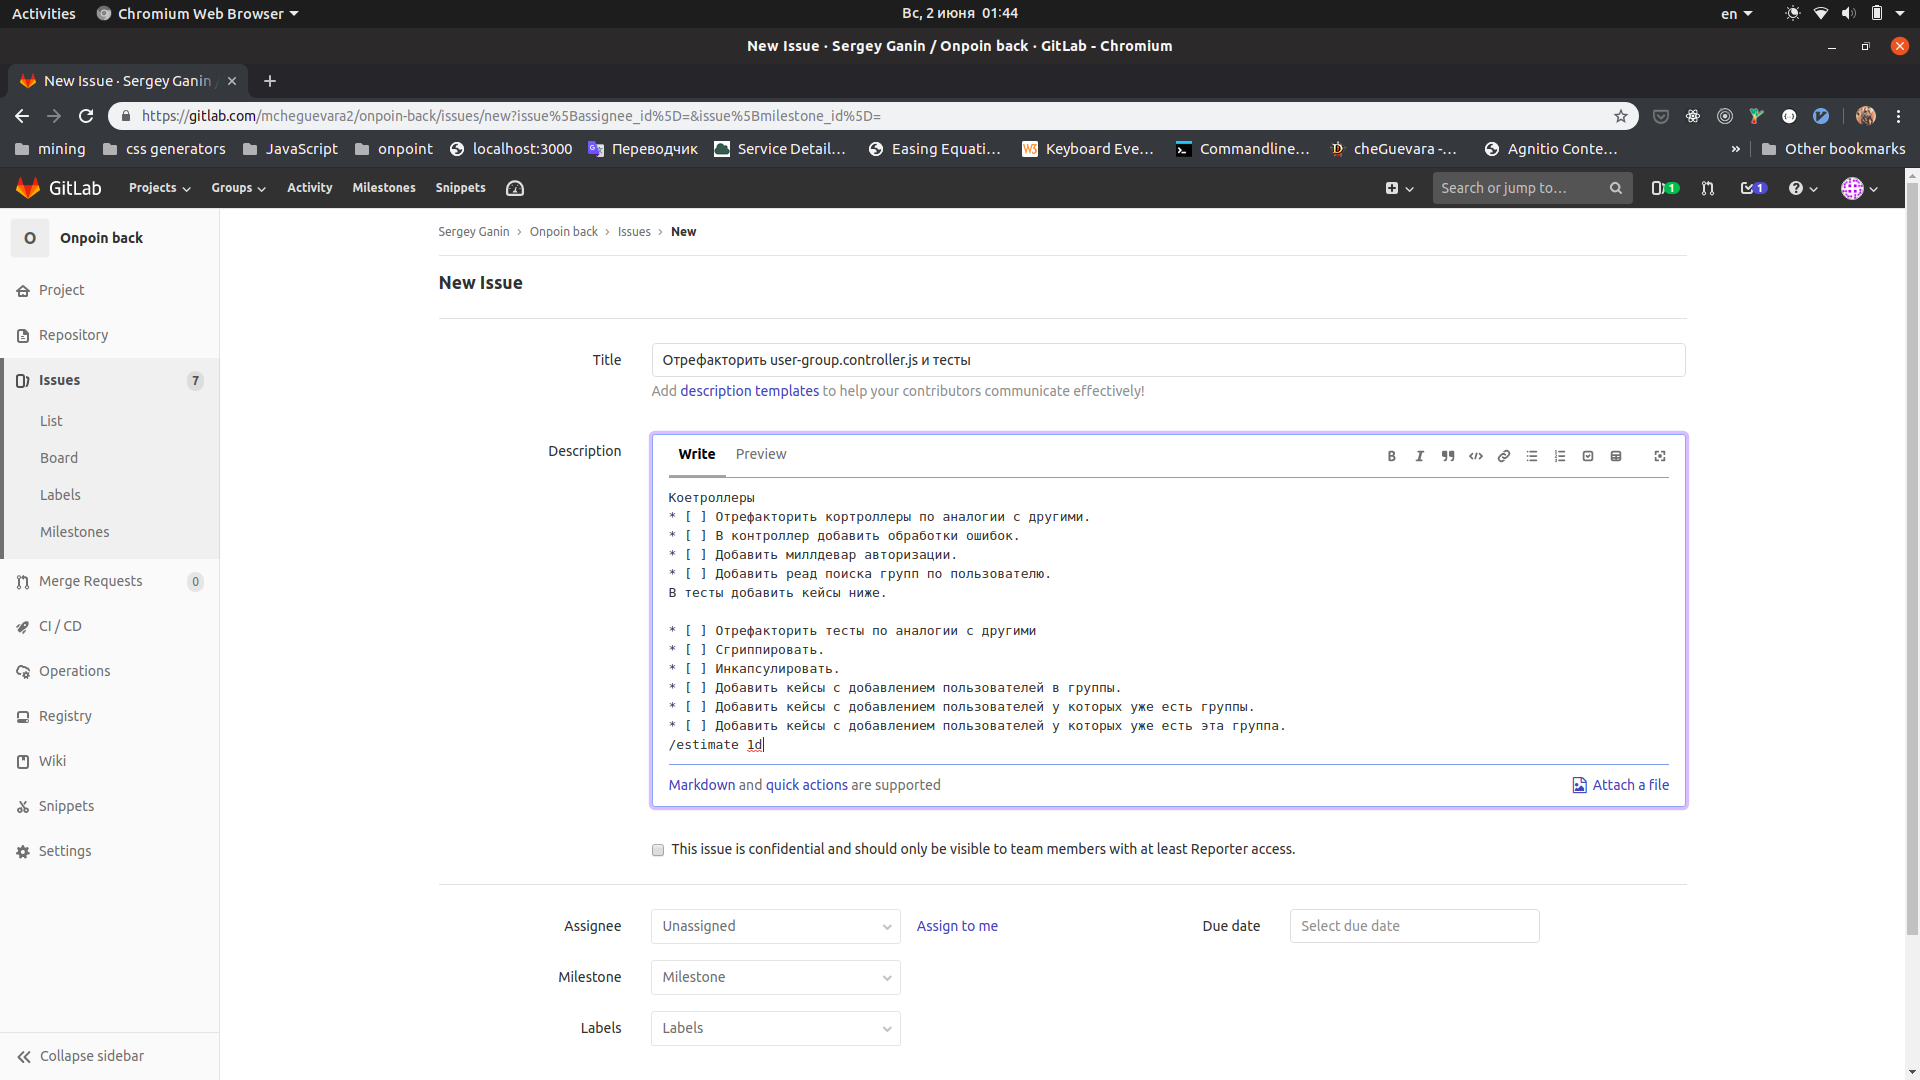 Activities Chromium Web Browser Вс, 2 июня 01:44 en
New Issue · Sergey Ganin / Onpoin back · GitLab - Chromium
New Issue · Sergey Ganin
https://gitlab.com/mcheguevara2/onpoin-back/issues/new?issue%5Bassignee_id%5D=&issue%5Bmilestone_id%5D=
mining css generators JavaScript onpoint localhost:3000 Переводчик Service Detail... Easing Equati... Keyboard Eve... Commandline... cheGuevara -... Agnitio Conte... » Other bookmarks
GitLab Projects Groups Activity Milestones Snippets Search or jump to... 1 1
O Onpoin back
Project
Repository
Issues 7
List
Board
Labels
Milestones
Merge Requests 0
CI / CD
Operations
Registry
Wiki
Snippets
Settings
Collapse sidebar
Sergey Ganin > Onpoin back > Issues > New
New Issue
Title Отрефакторить user-group.controller.js и тесты
Add description templates to help your contributors communicate effectively!
Description Write Preview
Коетроллеры
* [ ] Отрефакторить кортроллеры по аналогии с другими.
* [ ] В контроллер добавить обработки ошибок.
* [ ] Добавить миллдевар авторизации.
* [ ] Добавить реад поиска групп по пользователю.
В тесты добавить кейсы ниже.
* [ ] Отрефакторить тесты по аналогии с другими
* [ ] Сгриппировать.
* [ ] Инкапсулировать.
* [ ] Добавить кейсы с добавлением пользователей в группы.
* [ ] Добавить кейсы с добавлением пользователей у которых уже есть группы.
* [ ] Добавить кейсы с добавлением пользователей у которых уже есть эта группа.
/estimate 1d
Markdown and quick actions are supported Attach a file
This issue is confidential and should only be visible to team members with at least Reporter access.
Assignee Unassigned Assign to me Due date Select due date
Milestone Milestone
Labels Labels